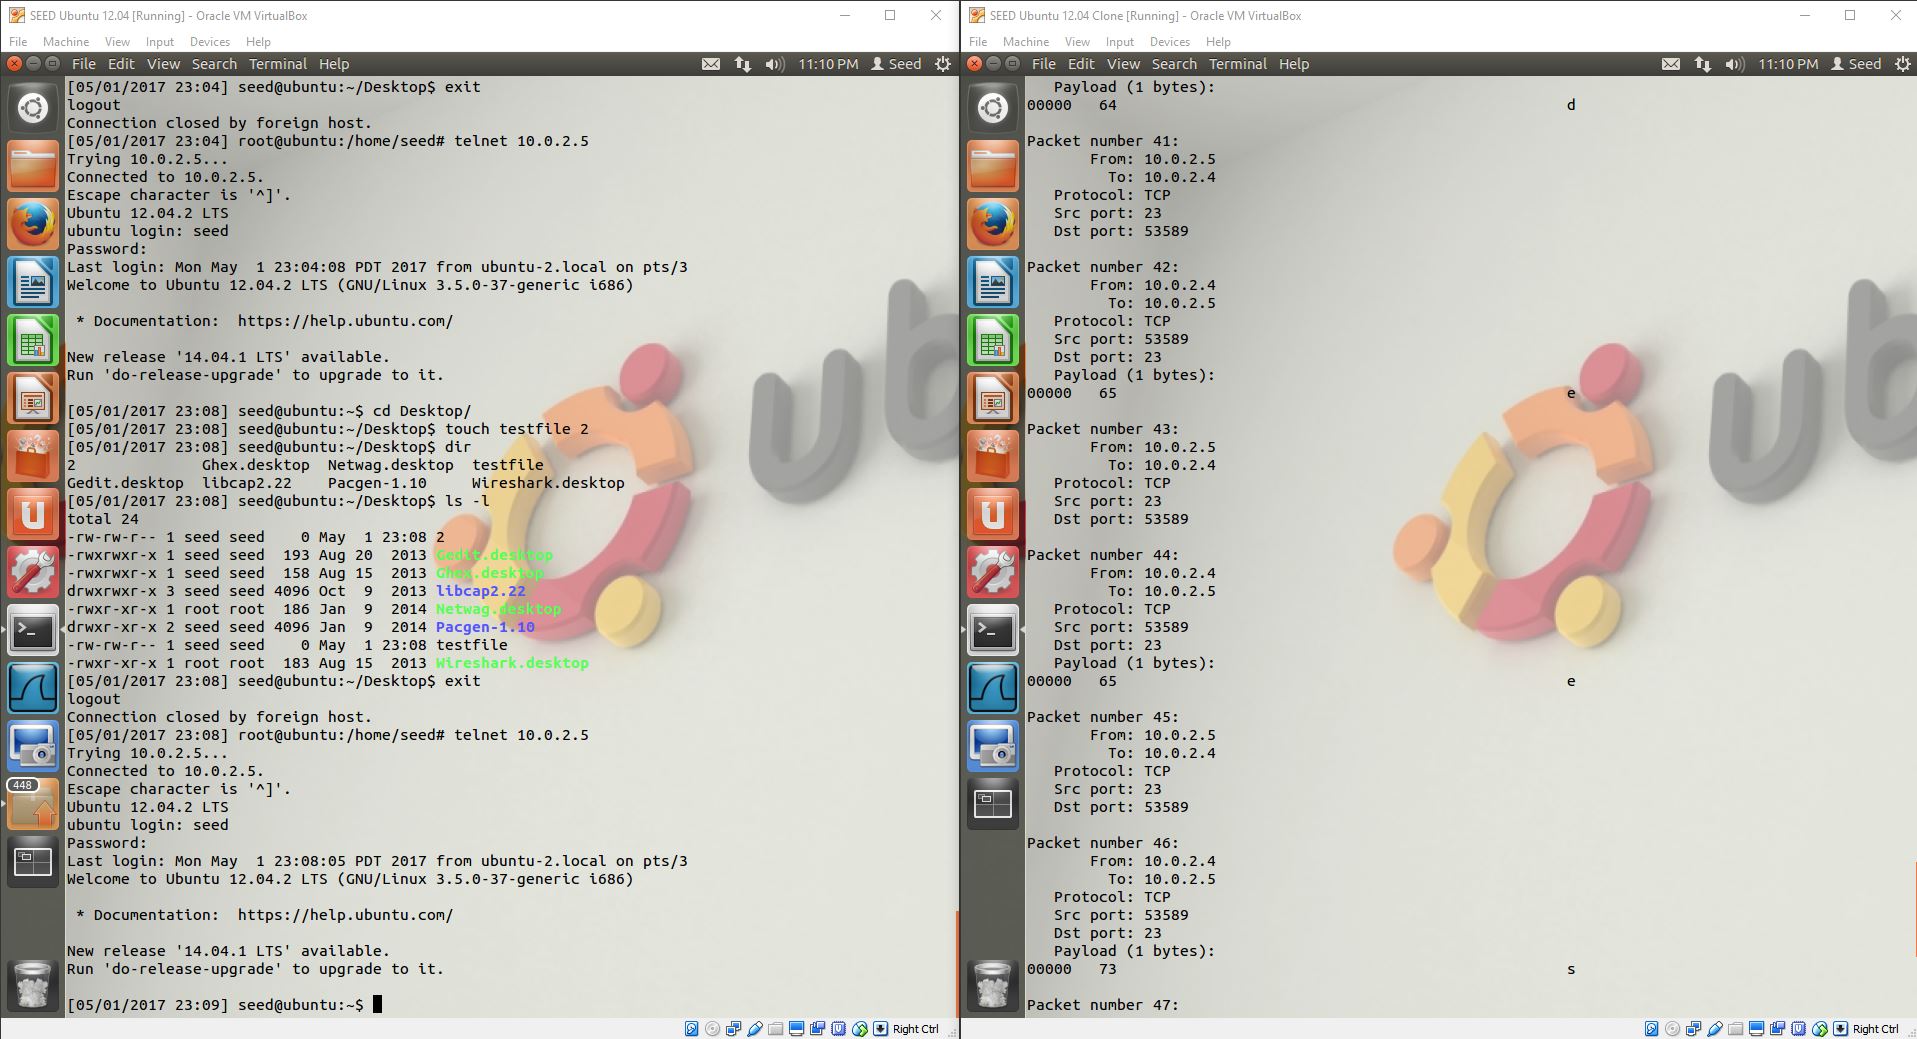 SEED Ubuntu 12.04 [Running] - Oracle VM VirtualBox
File Machine View Input Devices Help
File Edit View Search Terminal Help 11:10 PM Seed
[05/01/2017 23:04] seed@ubuntu:~/Desktop$ exit
logout
Connection closed by foreign host.
[05/01/2017 23:04] root@ubuntu:/home/seed# telnet 10.0.2.5
Trying 10.0.2.5...
Connected to 10.0.2.5.
Escape character is '^]'.
Ubuntu 12.04.2 LTS
ubuntu login: seed
Password:
Last login: Mon May  1 23:04:08 PDT 2017 from ubuntu-2.local on pts/3
Welcome to Ubuntu 12.04.2 LTS (GNU/Linux 3.5.0-37-generic i686)
* Documentation:  https://help.ubuntu.com/
New release '14.04.1 LTS' available.
Run 'do-release-upgrade' to upgrade to it.
[05/01/2017 23:08] seed@ubuntu:~$ cd Desktop/
[05/01/2017 23:08] seed@ubuntu:~/Desktop$ touch testfile 2
[05/01/2017 23:08] seed@ubuntu:~/Desktop$ dir
2              Ghex.desktop  Netwag.desktop  testfile
Gedit.desktop  libcap2.22    Pacgen-1.10     Wireshark.desktop
[05/01/2017 23:08] seed@ubuntu:~/Desktop$ ls -l
total 24
-rw-rw-r-- 1 seed seed    0 May  1 23:08 2
-rwxrwxr-x 1 seed seed  193 Aug 20  2013 Gedit.desktop
-rwxrwxr-x 1 seed seed  158 Aug 15  2013 Ghex.desktop
drwxrwxr-x 3 seed seed 4096 Oct  9  2013 libcap2.22
-rwxr-xr-x 1 root root  186 Jan  9  2014 Netwag.desktop
drwxr-xr-x 2 seed seed 4096 Jan  9  2014 Pacgen-1.10
-rw-rw-r-- 1 seed seed    0 May  1 23:08 testfile
-rwxr-xr-x 1 root root  183 Aug 15  2013 Wireshark.desktop
[05/01/2017 23:08] seed@ubuntu:~/Desktop$ exit
logout
Connection closed by foreign host.
[05/01/2017 23:08] root@ubuntu:/home/seed# telnet 10.0.2.5
Trying 10.0.2.5...
Connected to 10.0.2.5.
Escape character is '^]'.
Ubuntu 12.04.2 LTS
ubuntu login: seed
Password:
Last login: Mon May  1 23:08:05 PDT 2017 from ubuntu-2.local on pts/3
Welcome to Ubuntu 12.04.2 LTS (GNU/Linux 3.5.0-37-generic i686)
* Documentation:  https://help.ubuntu.com/
New release '14.04.1 LTS' available.
Run 'do-release-upgrade' to upgrade to it.
[05/01/2017 23:09] seed@ubuntu:~$
448
ub
Right Ctrl
SEED Ubuntu 12.04 Clone [Running] - Oracle VM VirtualBox
File Machine View Input Devices Help
File Edit View Search Terminal Help 11:10 PM Seed
Payload (1 bytes):
00000   64   d
Packet number 41:
From: 10.0.2.5
To: 10.0.2.4
Protocol: TCP
Src port: 23
Dst port: 53589
Packet number 42:
From: 10.0.2.4
To: 10.0.2.5
Protocol: TCP
Src port: 53589
Dst port: 23
Payload (1 bytes):
00000   65   e
Packet number 43:
From: 10.0.2.5
To: 10.0.2.4
Protocol: TCP
Src port: 23
Dst port: 53589
Packet number 44:
From: 10.0.2.4
To: 10.0.2.5
Protocol: TCP
Src port: 53589
Dst port: 23
Payload (1 bytes):
00000   65   e
Packet number 45:
From: 10.0.2.5
To: 10.0.2.4
Protocol: TCP
Src port: 23
Dst port: 53589
Packet number 46:
From: 10.0.2.4
To: 10.0.2.5
Protocol: TCP
Src port: 53589
Dst port: 23
Payload (1 bytes):
00000   73   s
Packet number 47:
ub
Right Ctrl